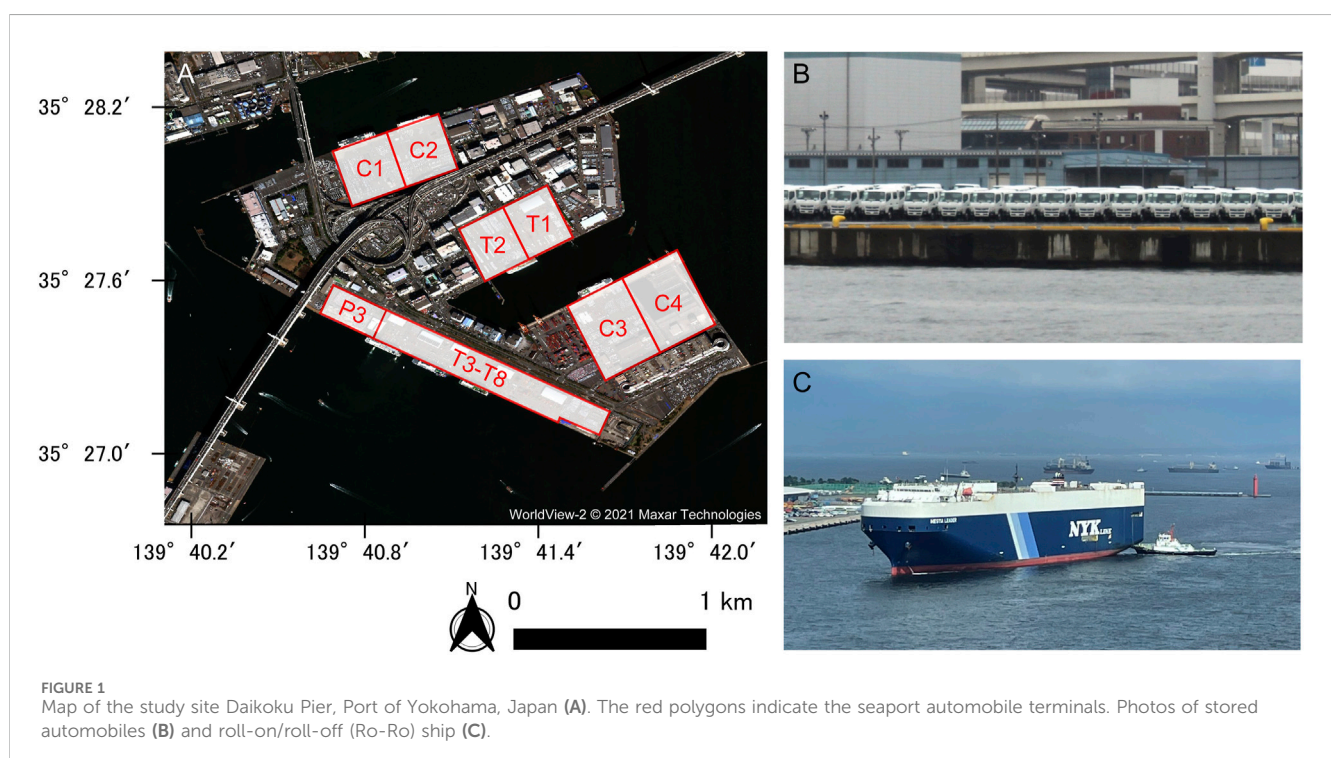 A
35° 28.2′
35° 27.6′
35° 27.0′
C1
C2
T2
T1
P3
T3-T8
C3
C4
WorldView-2 © 2021 Maxar Technologies
139° 40.2′
139° 40.8′
139° 41.4′
139° 42.0′
N
0
1 km
B
C
NYK LINE
FIGURE 1
Map of the study site Daikoku Pier, Port of Yokohama, Japan (A). The red polygons indicate the seaport automobile terminals. Photos of stored
automobiles (B) and roll-on/roll-off (Ro-Ro) ship (C).